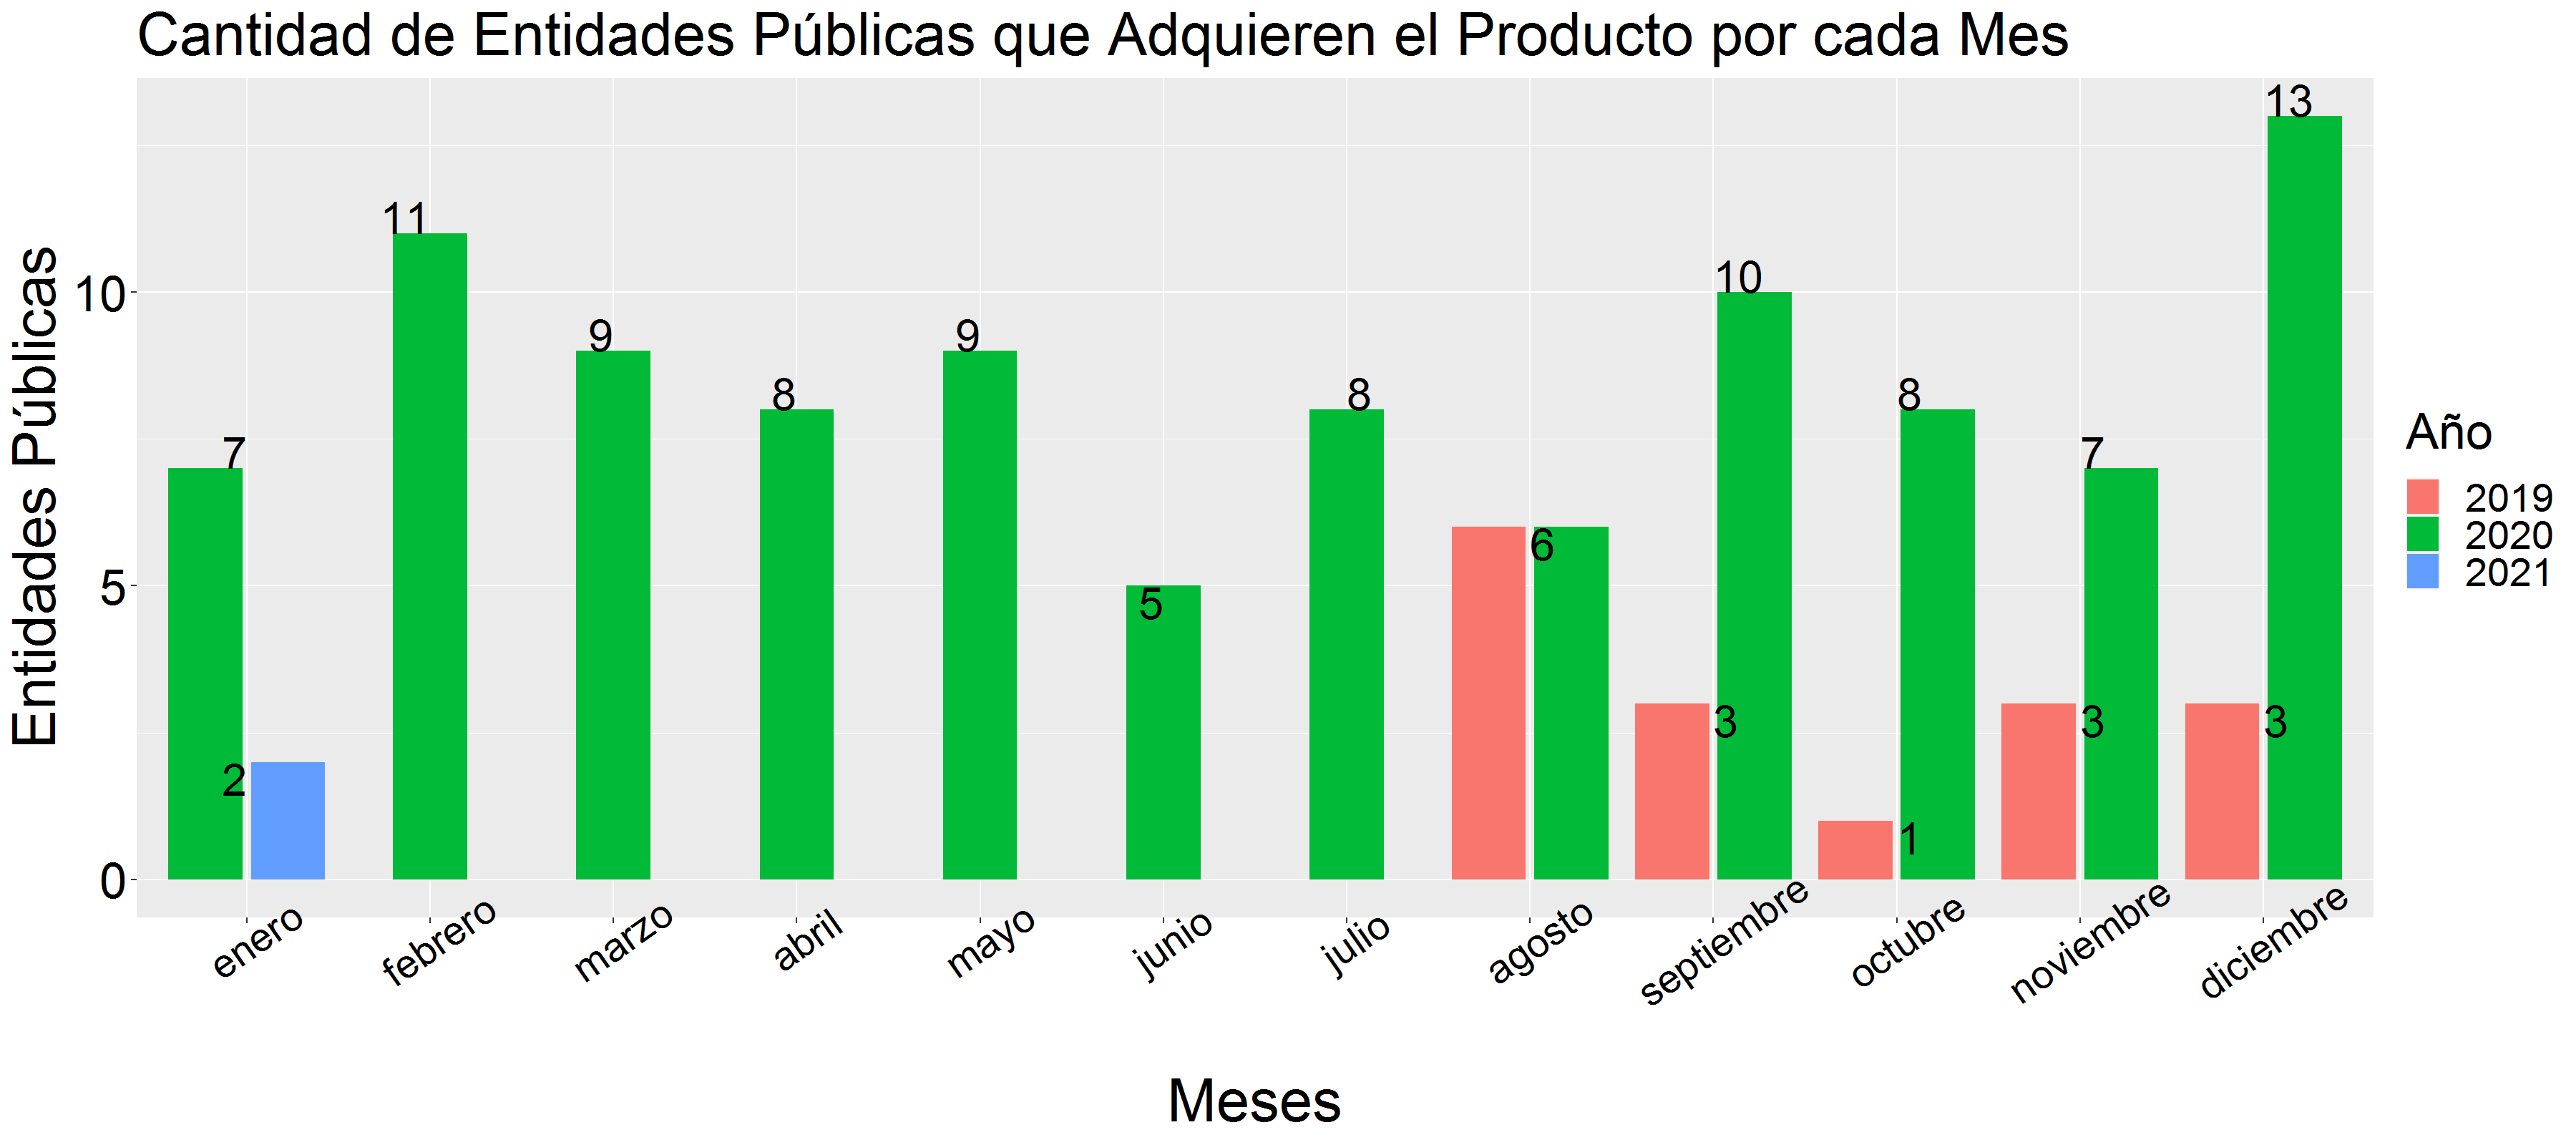 Cantidad de Entidades Públicas que Adquieren el Producto por cada Mes
Entidades Públicas
10
5
0
7
2
11
9
8
9
5
8
6
10
3
8
1
7
3
13
3
enero
febrero
marzo
abril
mayo
junio
julio
agosto
septiembre
octubre
noviembre
diciembre
Meses
Año
2019
2020
2021